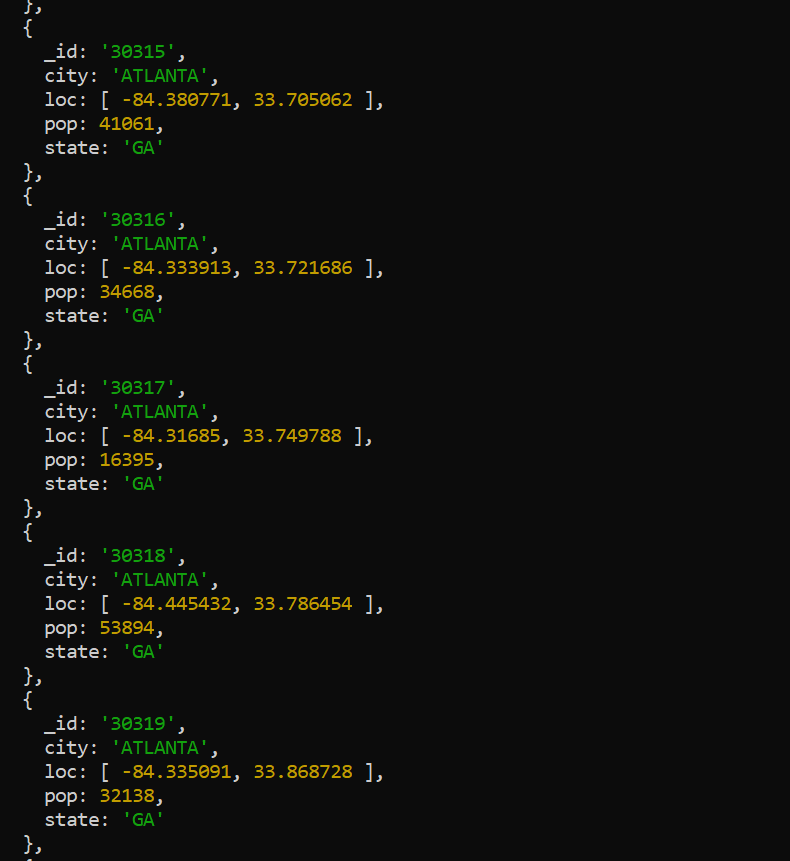 },
{
_id: '30315',
city: 'ATLANTA',
loc: [ -84.380771, 33.705062 ],
pop: 41061,
state: 'GA'
},
{
_id: '30316',
city: 'ATLANTA',
loc: [ -84.333913, 33.721686 ],
pop: 34668,
state: 'GA'
},
{
_id: '30317',
city: 'ATLANTA',
loc: [ -84.31685, 33.749788 ],
pop: 16395,
state: 'GA'
},
{
_id: '30318',
city: 'ATLANTA',
loc: [ -84.445432, 33.786454 ],
pop: 53894,
state: 'GA'
},
{
_id: '30319',
city: 'ATLANTA',
loc: [ -84.335091, 33.868728 ],
pop: 32138,
state: 'GA'
},